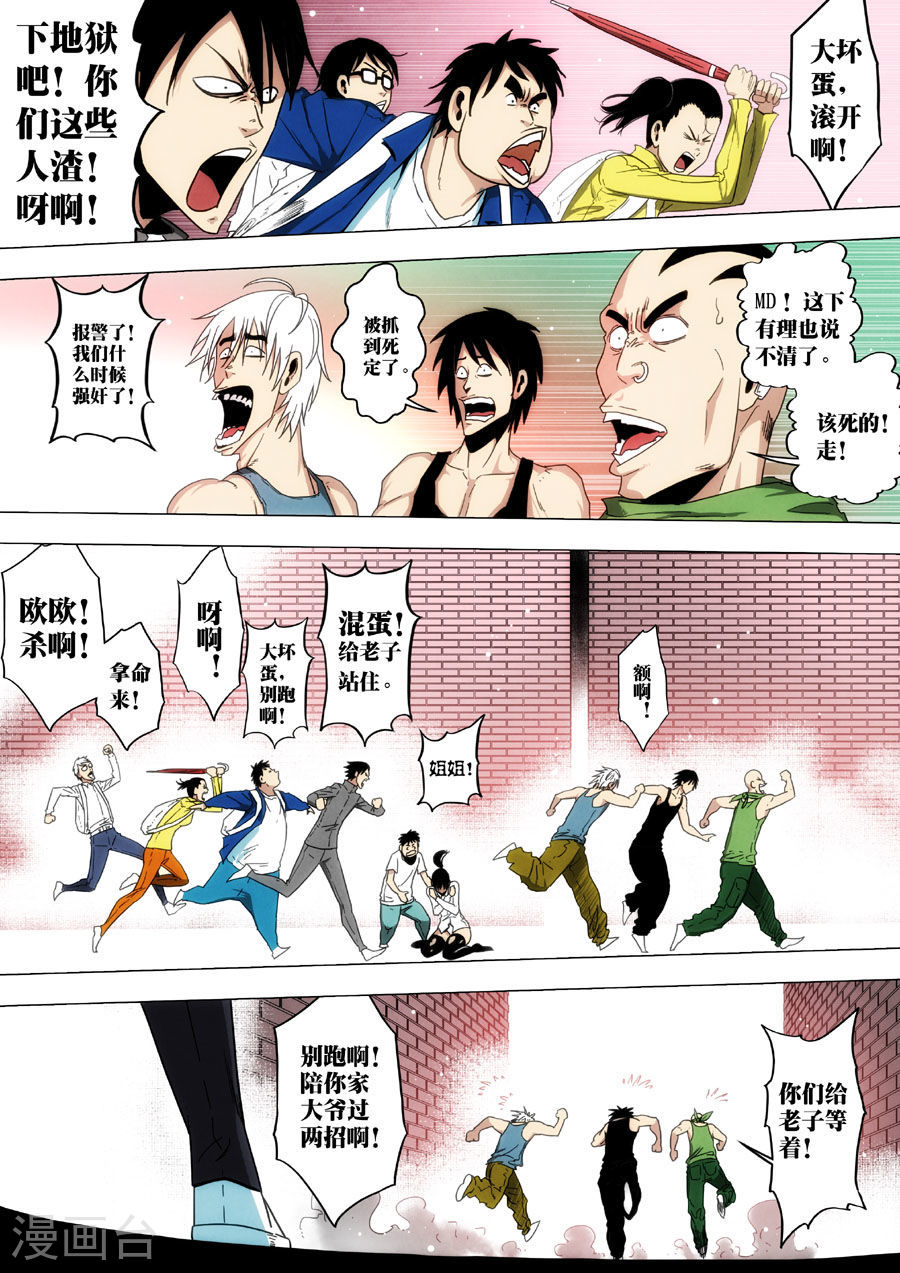 下地狱
吧！你
们这些
人渣！
呀啊！
大坏
蛋，
滚开
啊！
报警了！
我们什
么时候
强奸了！
被抓
到死
定了。
MD！这下
有理也说
不清了。
该死的！
走！
欧欧！
杀啊！
拿命
来！
呀
啊！
大坏
蛋，
别跑
啊！
混蛋！
给老子
站住。
姐姐！
额
啊！
别跑啊！
陪你家
大爷过
两招啊！
你们给
老子等
着！
漫画台